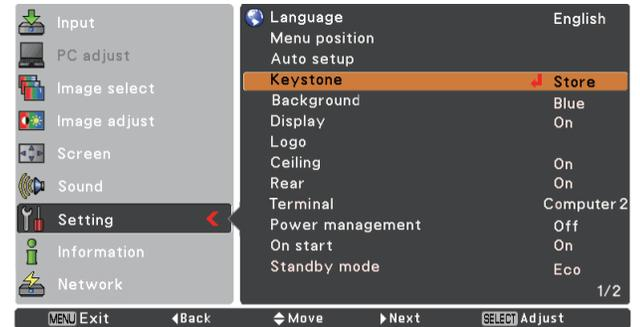 Input
PC adjust
Image select
Image adjust
Screen
Sound
Setting
Information
Network
Language English
Menu position
Auto setup
Keystone Store
Background Blue
Display On
Logo
Ceiling On
Rear On
Terminal Computer 2
Power management Off
On start On
Standby mode Eco
1/2
MENU Exit Back Move Next SELECT Adjust